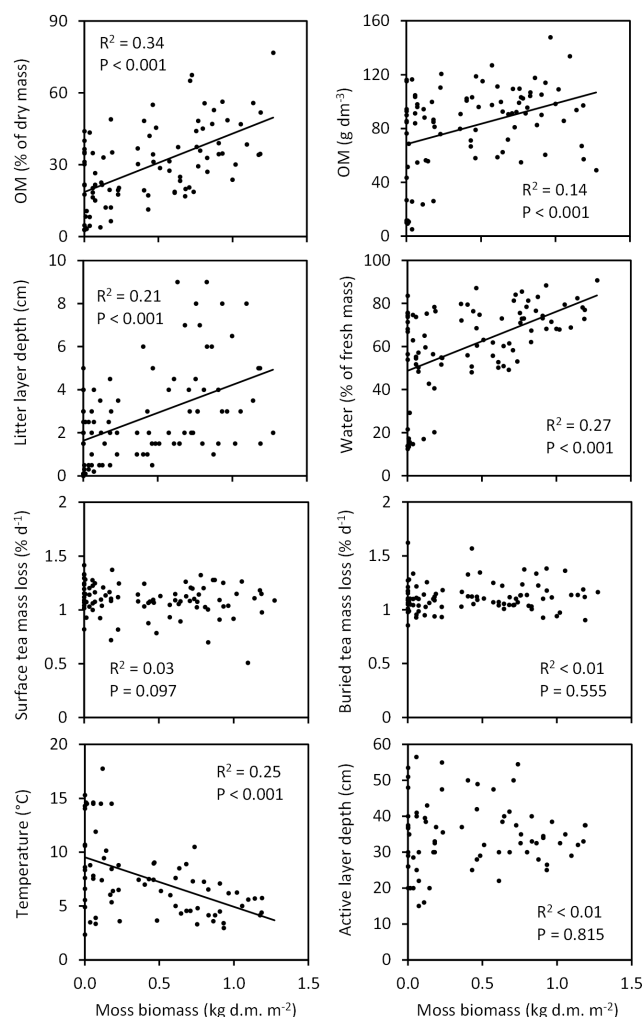 OM (% of dry mass)
90
60
30
0
R² = 0.34
P < 0.001
OM (g dm⁻³)
160
120
80
40
0
R² = 0.14
P < 0.001
Litter layer depth (cm)
10
8
6
4
2
0
R² = 0.21
P < 0.001
Water (% of fresh mass)
100
80
60
40
20
0
R² = 0.27
P < 0.001
Surface tea mass loss (% d⁻¹)
2
1.5
1
0.5
0
R² = 0.03
P = 0.097
Buried tea mass loss (% d⁻¹)
2
1.5
1
0.5
0
R² < 0.01
P = 0.555
Temperature (°C)
20
15
10
5
0
R² = 0.25
P < 0.001
0.0 0.5 1.0 1.5
Moss biomass (kg d.m. m⁻²)
Active layer depth (cm)
60
50
40
30
20
10
0
R² < 0.01
P = 0.815
0.0 0.5 1.0 1.5
Moss biomass (kg d.m. m⁻²)